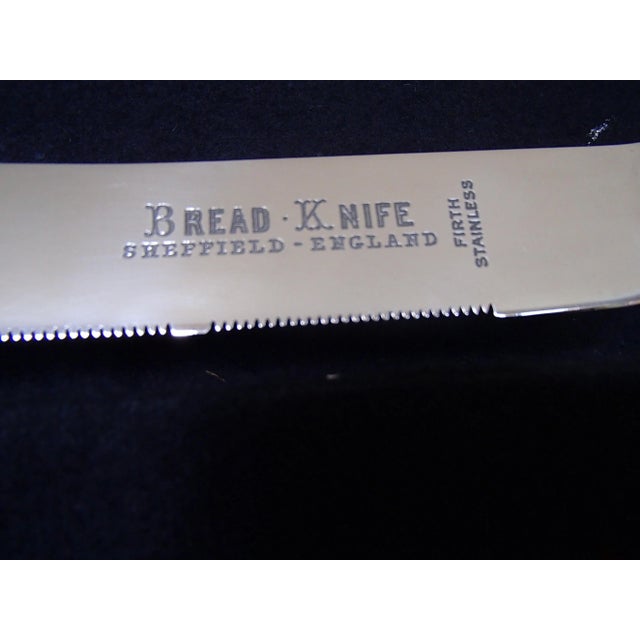 BREAD · KNIFE
SHEFFIELD - ENGLAND
FIRTH
STAINLESS